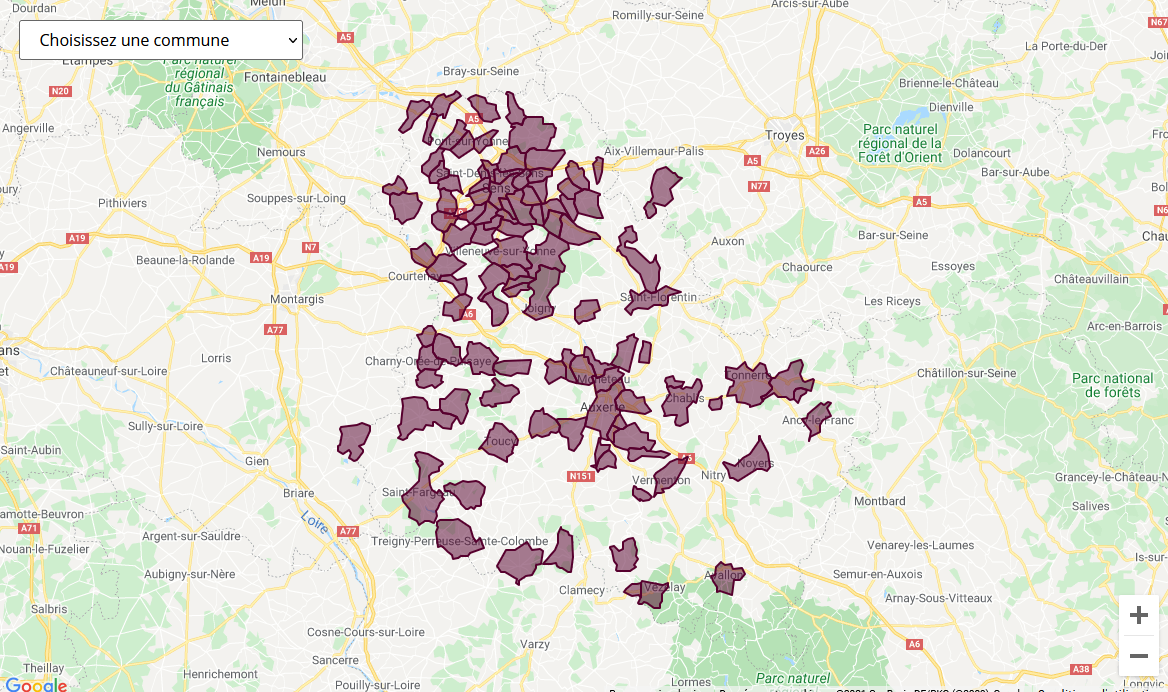 Dourdan
Melun
Arcis-sur-Aube
Romilly-sur-Seine
N67
Choisissez une commune
A5
La Porte-du-Der
Étampes
Parc naturel
régional
du Gâtinais
français
Fontainebleau
Bray-sur-Seine
Brienne-le-Château
N20
Dienville
Angerville
A5
Troyes
Parc naturel
régional de la
Forêt d'Orient
Pont-sur-Yonne
Nemours
Aix-Villemaur-Palis
A26
Dolancourt
A5
Saint-Denis-lès-Sens
Bar-sur-Aube
Sens
N77
Pithiviers
Souppes-sur-Loing
A5
A19
N7
Auxon
Bar-sur-Seine
Villeneuve-sur-Yonne
Beaune-la-Rolande
A19
A19
Chaource
Essoyes
Courtenay
Châteauvillain
Montargis
Saint-Florentin
Les Riceys
Joigny
A6
A77
Arc-en-Barrois
Lorris
Charny-Orée-de-Puisaye
Châteauneuf-sur-Loire
Monéteau
Tonnerre
Châtillon-sur-Seine
Parc national
de forêts
Chablis
Auxerre
Sully-sur-Loire
Ancy-le-Franc
Saint-Aubin
Toucy
Gien
A6
Noyers
N151
Nitry
Vermenton
Grancey-le-Château
Briare
Saint-Fargeau
Montbard
Salives
Lamotte-Beuvron
Loire
A71
A77
Argent-sur-Sauldre
Treigny-Perreuse-Sainte-Colombe
Nouan-le-Fuzelier
Venarey-les-Laumes
Aubigny-sur-Nère
Avallon
Semur-en-Auxois
Clamecy
Vézelay
Arnay-Sous-Vitteaux
Salbris
Cosne-Cours-sur-Loire
Varzy
A6
Sancerre
Theillay
Henrichemont
A38
Parc naturel
Lormes
Pouilly-sur-Loire
Google